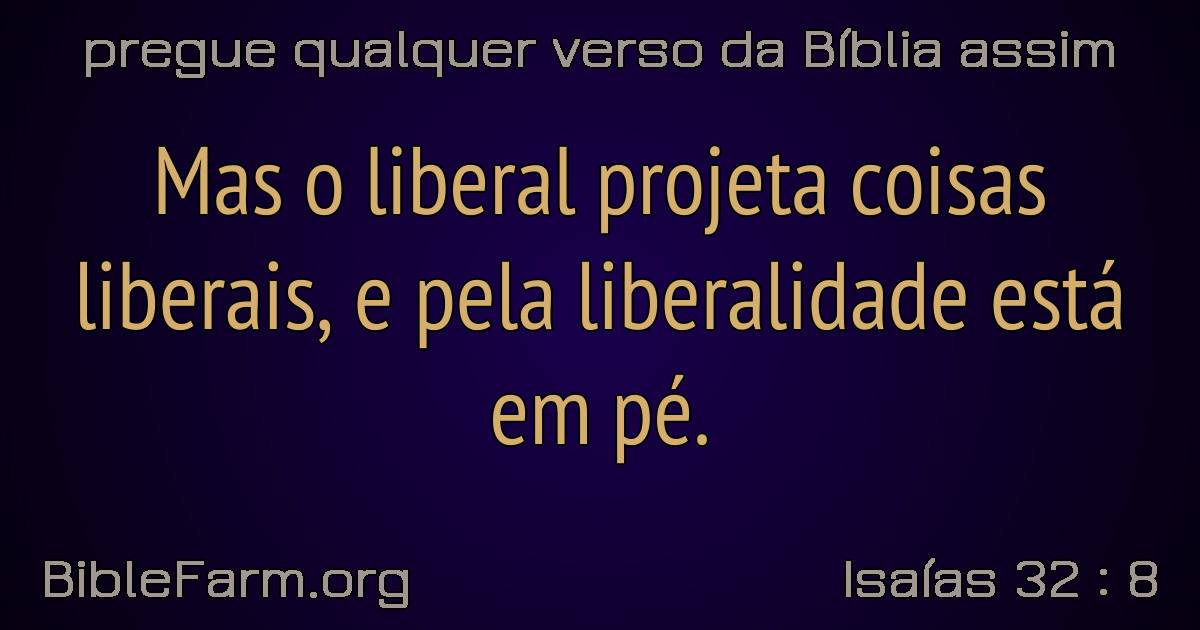 pregue qualquer verso da Bíblia assim
Mas o liberal projeta coisas
liberais, e pela liberalidade está
em pé.
BibleFarm.org
Isaías 32 : 8